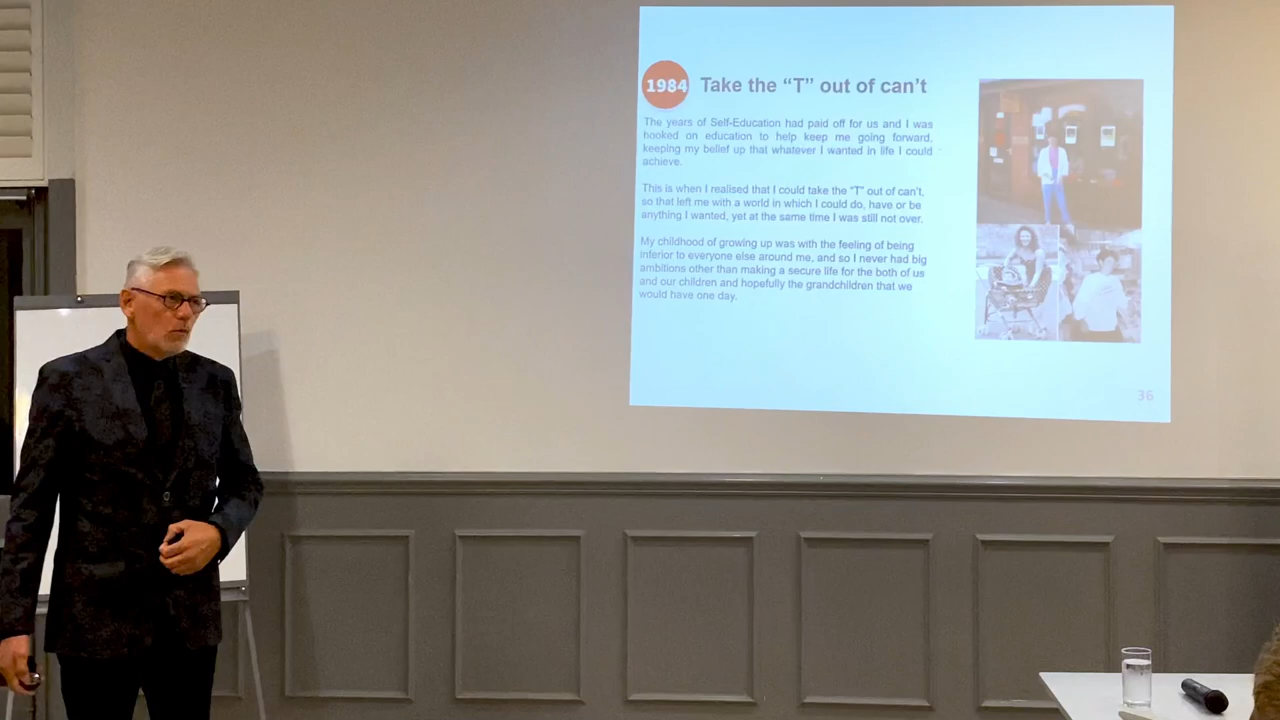 1984 Take the “T” out of can’t
The years of Self-Education had paid off for us and I was
hooked on education to help keep me going forward,
keeping my belief up that whatever I wanted in life I could
achieve.
This is when I realised that I could take the “T” out of can’t,
so that left me with a world in which I could do, have or be
anything I wanted, yet at the same time I was still not over.
My childhood of growing up was with the feeling of being
inferior to everyone else around me, and so I never had big
ambitions other than making a secure life for the both of us
and our children and hopefully the grandchildren that we
would have one day.
36